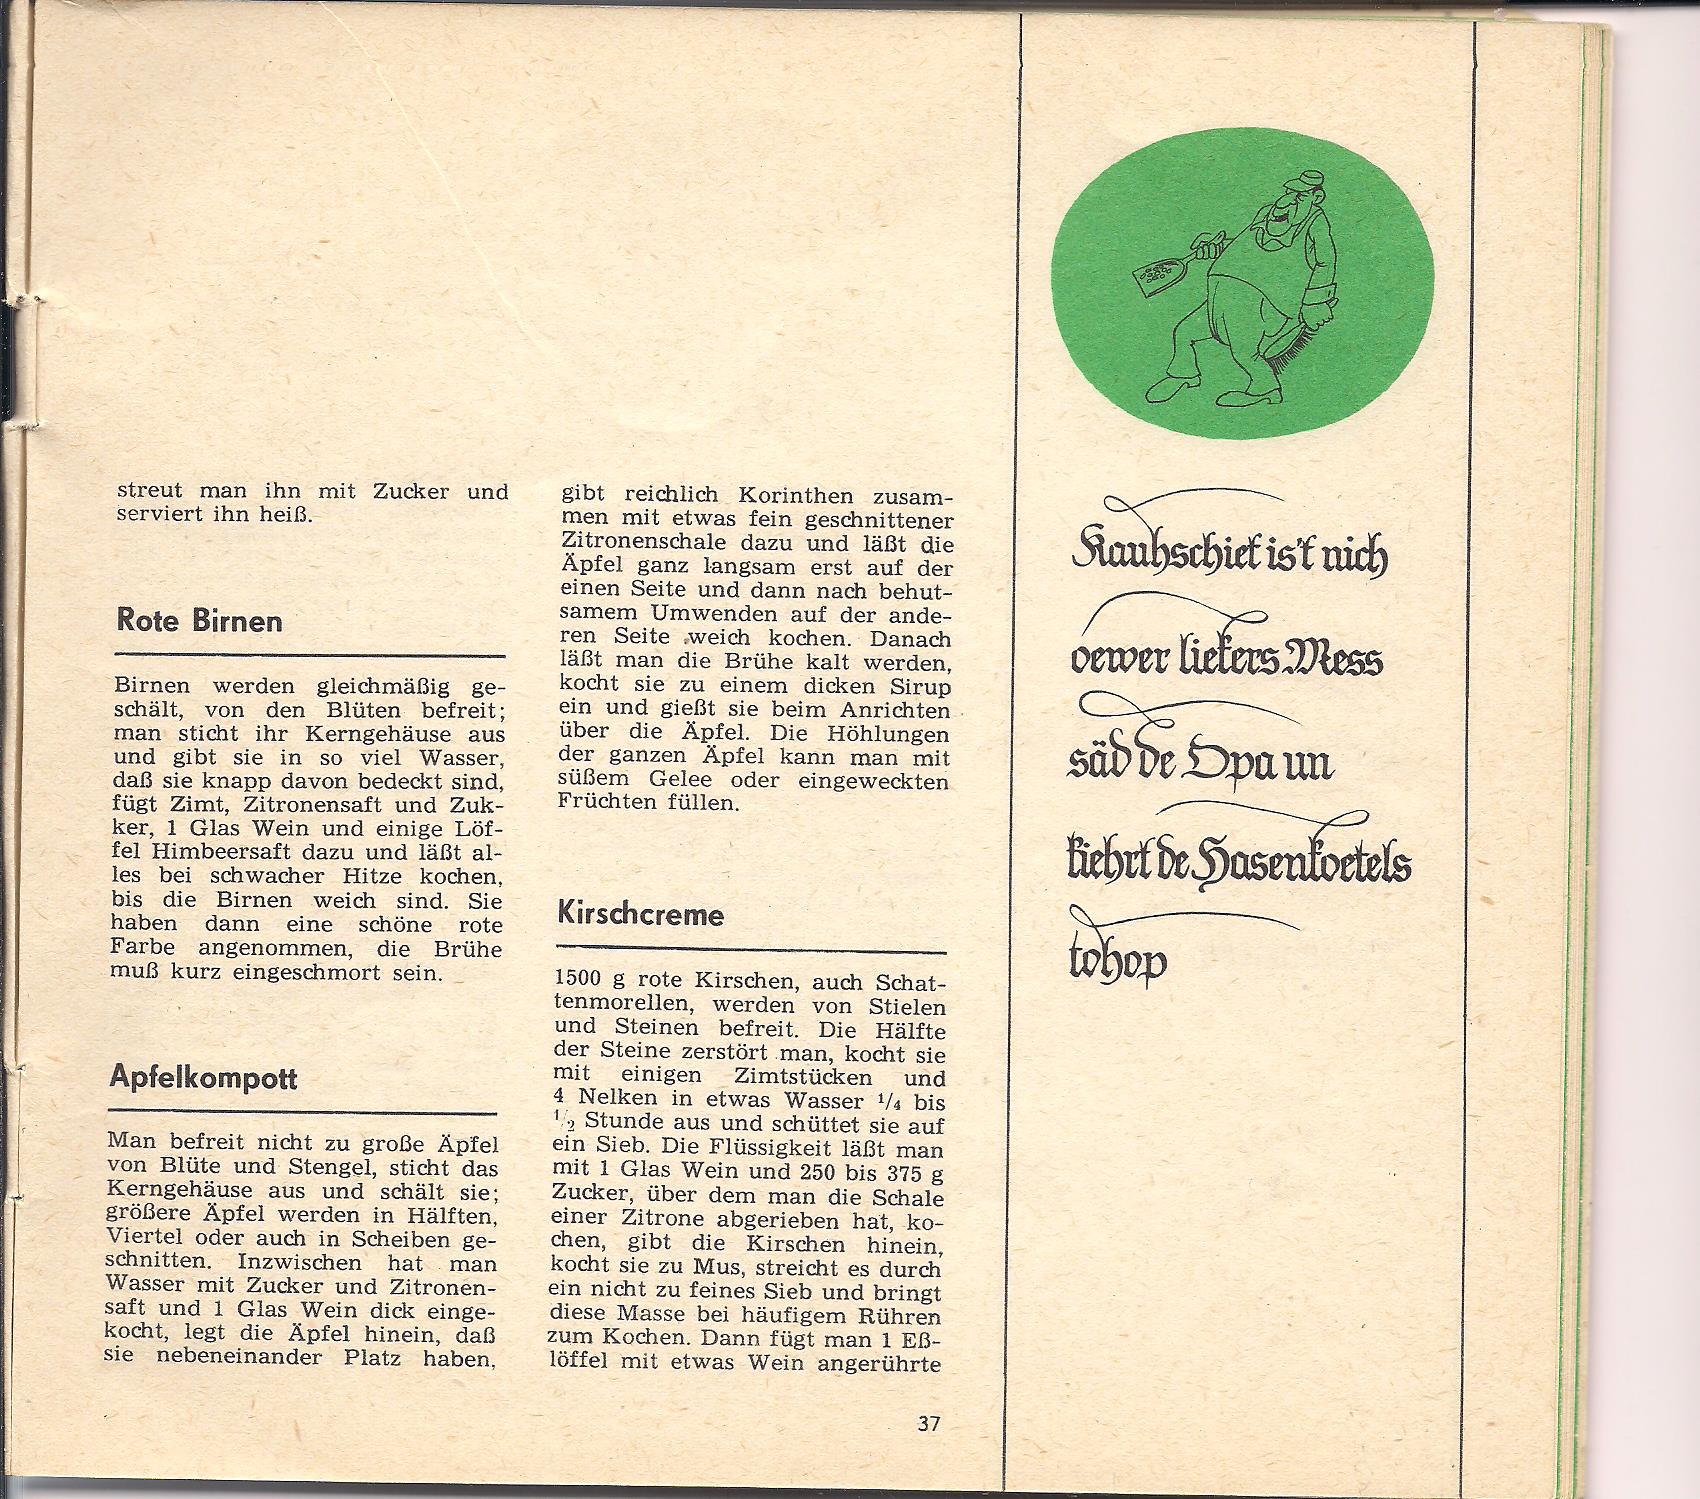 streut man ihn mit Zucker und
serviert ihn heiß.
Rote Birnen
Birnen werden gleichmäßig ge-
schält, von den Blüten befreit;
man sticht ihr Kerngehäuse aus
und gibt sie in so viel Wasser,
daß sie knapp davon bedeckt sind,
fügt Zimt, Zitronensaft und Zuk-
ker, 1 Glas Wein und einige Löf-
fel Himbeersaft dazu und läßt al-
les bei schwacher Hitze kochen,
bis die Birnen weich sind. Sie
haben dann eine schöne rote
Farbe angenommen, die Brühe
muß kurz eingeschmort sein.
Apfelkompott
Man befreit nicht zu große Äpfel
von Blüte und Stengel, sticht das
Kerngehäuse aus und schält sie;
größere Äpfel werden in Hälften,
Viertel oder auch in Scheiben ge-
schnitten. Inzwischen hat man
Wasser mit Zucker und Zitronen-
saft und 1 Glas Wein dick einge-
kocht, legt die Äpfel hinein, daß
sie nebeneinander Platz haben,
gibt reichlich Korinthen zusam-
men mit etwas fein geschnittener
Zitronenschale dazu und läßt die
Äpfel ganz langsam erst auf der
einen Seite und dann nach behut-
samem Umwenden auf der ande-
ren Seite weich kochen. Danach
läßt man die Brühe kalt werden,
kocht sie zu einem dicken Sirup
ein und gießt sie beim Anrichten
über die Äpfel. Die Höhlungen
der ganzen Äpfel kann man mit
süßem Gelee oder eingeweckten
Früchten füllen.
Kirschcreme
1500 g rote Kirschen, auch Schat-
tenmorellen, werden von Stielen
und Steinen befreit. Die Hälfte
der Steine zerstört man, kocht sie
mit einigen Zimtstücken und
4 Nelken in etwas Wasser 1/4 bis
1/2 Stunde aus und schüttet sie auf
ein Sieb. Die Flüssigkeit läßt man
mit 1 Glas Wein und 250 bis 375 g
Zucker, über dem man die Schale
einer Zitrone abgerieben hat, ko-
chen, gibt die Kirschen hinein,
kocht sie zu Mus, streicht es durch
ein nicht zu feines Sieb und bringt
diese Masse bei häufigem Rühren
zum Kochen. Dann fügt man 1 Eß-
löffel mit etwas Wein angerührte
37
Kauhschiet is't nich
oewer liekers Mess
säd de Opa un
kiehrt de Hasenkoetels
tohop